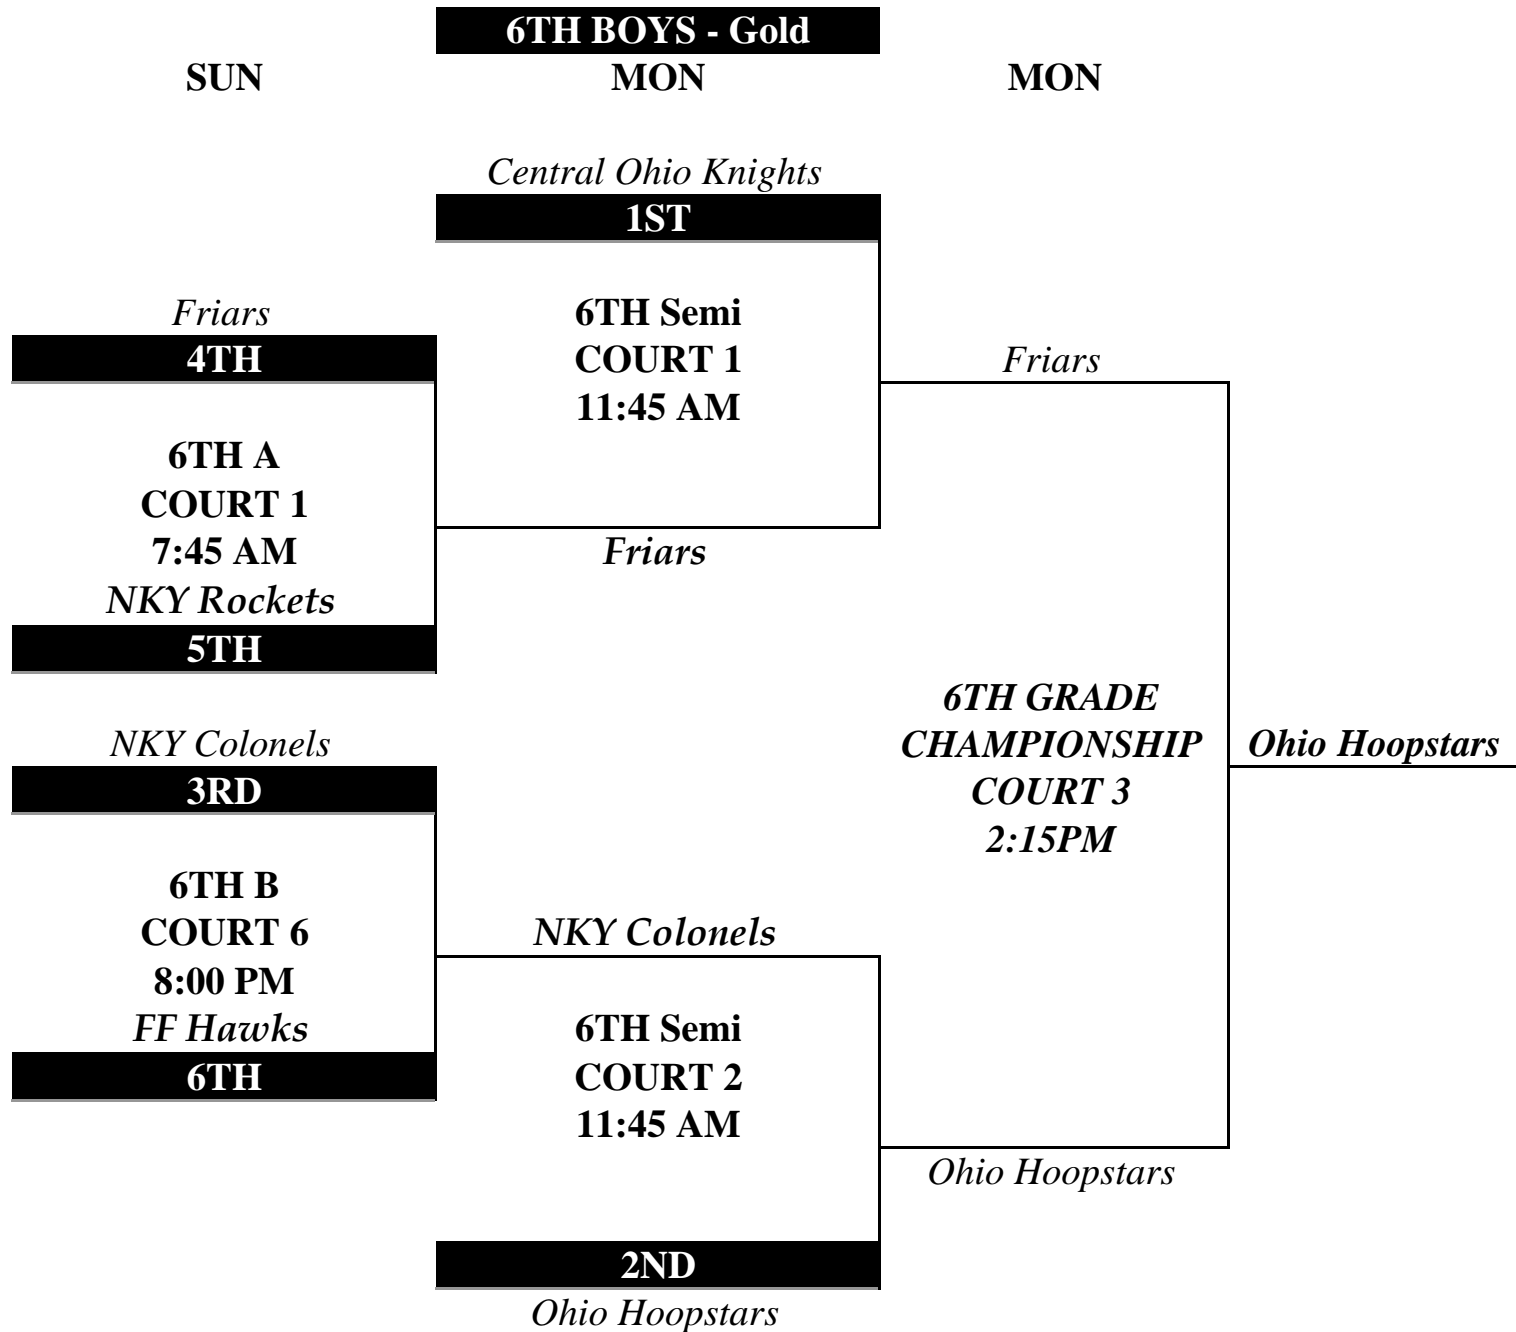 6TH BOYS - Gold
SUN
MON
MON
Central Ohio Knights
1ST
Friars
4TH
6TH Semi
COURT 1
11:45 AM
Friars
6TH A
COURT 1
7:45 AM
NKY Rockets
5TH
Friars
NKY Colonels
3RD
6TH GRADE
CHAMPIONSHIP
COURT 3
2:15PM
Ohio Hoopstars
6TH B
COURT 6
8:00 PM
FF Hawks
6TH
NKY Colonels
6TH Semi
COURT 2
11:45 AM
Ohio Hoopstars
2ND
Ohio Hoopstars